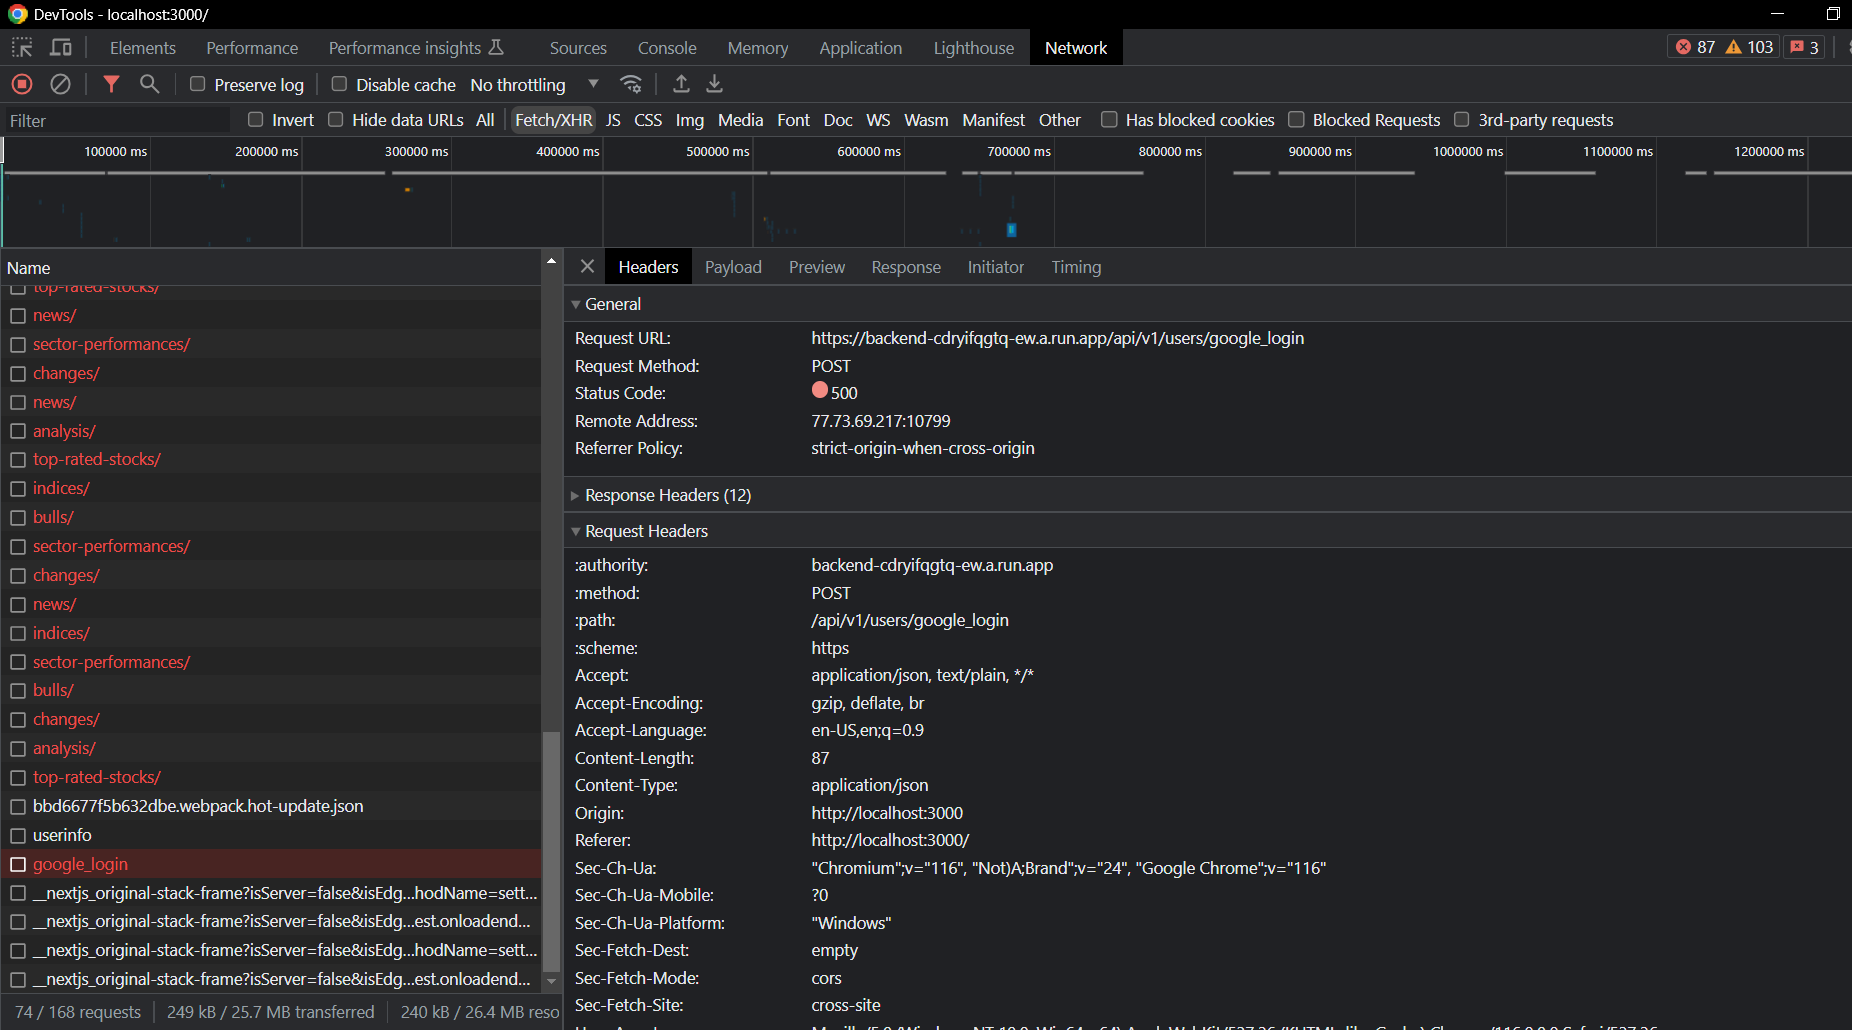 DevTools - localhost:3000/
Elements Performance Performance insights Sources Console Memory Application Lighthouse Network 87 103 3
Preserve log Disable cache No throttling
Filter Invert Hide data URLs All Fetch/XHR JS CSS Img Media Font Doc WS Wasm Manifest Other Has blocked cookies Blocked Requests 3rd-party requests
100000 ms 200000 ms 300000 ms 400000 ms 500000 ms 600000 ms 700000 ms 800000 ms 900000 ms 1000000 ms 1100000 ms 1200000 ms
Name
top-rated-stocks/
news/
sector-performances/
changes/
news/
analysis/
top-rated-stocks/
indices/
bulls/
sector-performances/
changes/
news/
indices/
sector-performances/
bulls/
changes/
analysis/
top-rated-stocks/
bbd6677f5b632dbe.webpack.hot-update.json
userinfo
google_login
__nextjs_original-stack-frame?isServer=false&isEdg...hodName=sett...
__nextjs_original-stack-frame?isServer=false&isEdg...est.onloadend...
__nextjs_original-stack-frame?isServer=false&isEdg...hodName=sett...
__nextjs_original-stack-frame?isServer=false&isEdg...est.onloadend...
74 / 168 requests 249 kB / 25.7 MB transferred 240 kB / 26.4 MB reso
Headers Payload Preview Response Initiator Timing
General
Request URL: https://backend-cdryifqgtq-ew.a.run.app/api/v1/users/google_login
Request Method: POST
Status Code: 500
Remote Address: 77.73.69.217:10799
Referrer Policy: strict-origin-when-cross-origin
Response Headers (12)
Request Headers
:authority: backend-cdryifqgtq-ew.a.run.app
:method: POST
:path: /api/v1/users/google_login
:scheme: https
Accept: application/json, text/plain, */*
Accept-Encoding: gzip, deflate, br
Accept-Language: en-US,en;q=0.9
Content-Length: 87
Content-Type: application/json
Origin: http://localhost:3000
Referer: http://localhost:3000/
Sec-Ch-Ua: "Chromium";v="116", "Not)A;Brand";v="24", "Google Chrome";v="116"
Sec-Ch-Ua-Mobile: ?0
Sec-Ch-Ua-Platform: "Windows"
Sec-Fetch-Dest: empty
Sec-Fetch-Mode: cors
Sec-Fetch-Site: cross-site